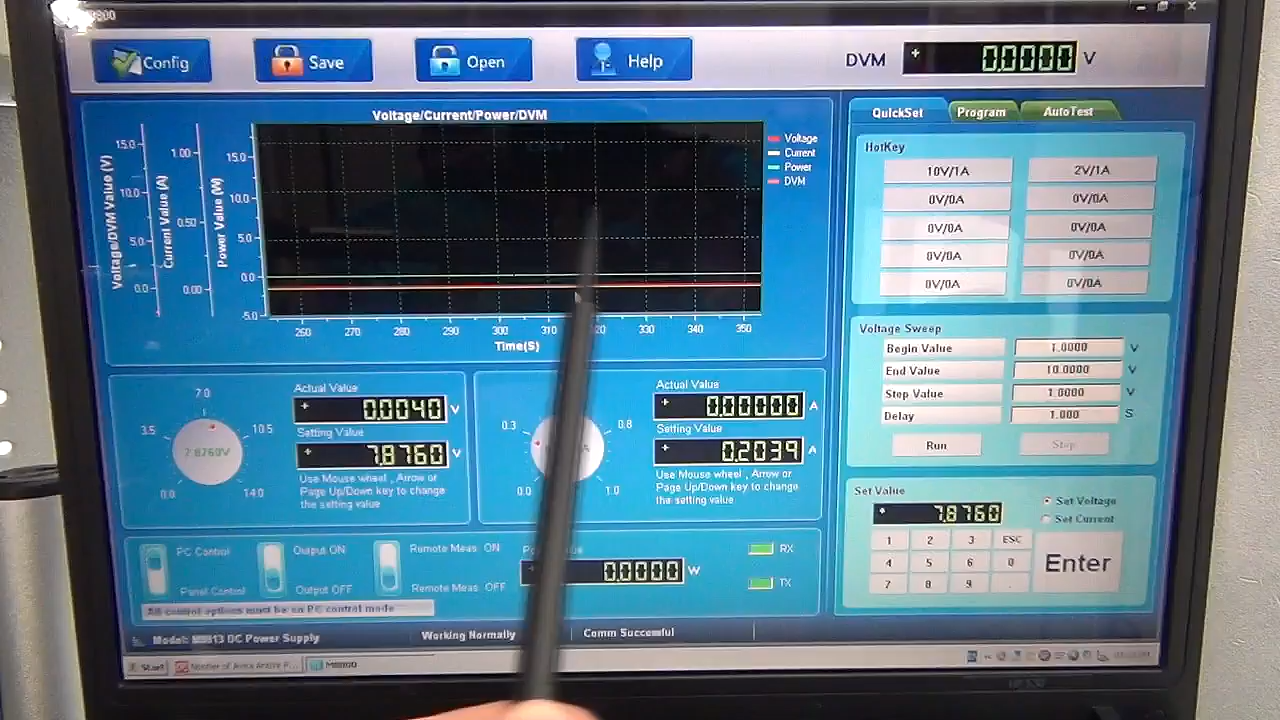 Config
Save
Open
Help
DVM + 0.0000 V
Voltage/Current/Power/DVM
Voltage/DVM Value (V)
15.0
10.0
5.0
0.0
Current Value (A)
1.00
0.50
0.00
Power Value (W)
15.0
10.0
5.0
0.0
-5.0
260 270 280 290 300 310 320 330 340 350
Time(S)
Voltage
Current
Power
DVM
QuickSet Program AutoTest
HotKey
10V/1A 2V/1A
0V/0A 0V/0A
0V/0A 0V/0A
0V/0A 0V/0A
0V/0A 0V/0A
Voltage Sweep
Begin Value 1.0000 V
End Value 10.0000 V
Step Value 1.0000 V
Delay 1.000 S
Run Stop
7.0
3.5 10.5
7.8760V
0.0 14.0
Actual Value
+ 0.0040 V
Setting Value
+ 7.8760 V
Use Mouse wheel , Arrow or
Page Up/Down key to change
the setting value
0.3 0.8
0.0 1.0
Actual Value
+ 0.00000 A
Setting Value
+ 0.2039 A
Use Mouse wheel , Arrow or
Page Up/Down key to change
the setting value
Set Value
7.8760
Set Voltage
Set Current
1 2 3 ESC
4 5 6 0
7 8 9 .
Enter
PC Control
Panel Control
Output ON
Output OFF
Remote Meas ON
Remote Meas OFF
0.0000 W
RX
TX
All control options must be on PC control mode
Model: M8813 DC Power Supply
Working Normally
Comm Successful
Start
M8800